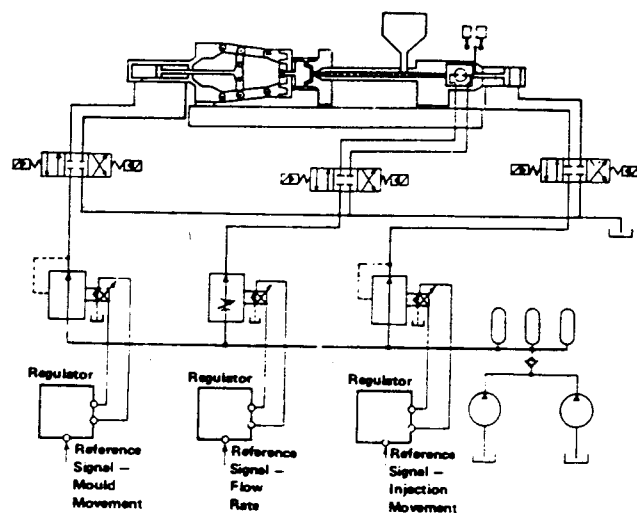 Regulator
Regulator
Regulator
Reference
Signal –
Mould
Movement
Reference
Signal –
Flow
Rate
Reference
Signal –
Injection
Movement